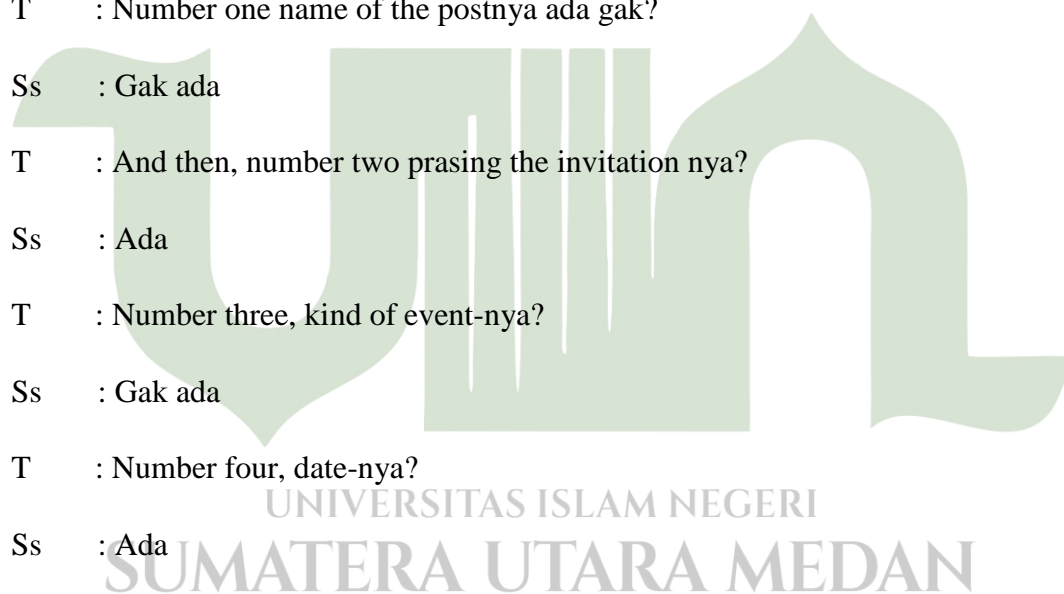 T : Number one name of the postnya ada gak?
Ss : Gak ada
T : And then, number two prasing the invitation nya?
Ss : Ada
T : Number three, kind of event-nya?
Ss : Gak ada
T : Number four, date-nya?
UNIVERSITAS ISLAM NEGERI
Ss : Ada
SUMATERA UTARA MEDAN